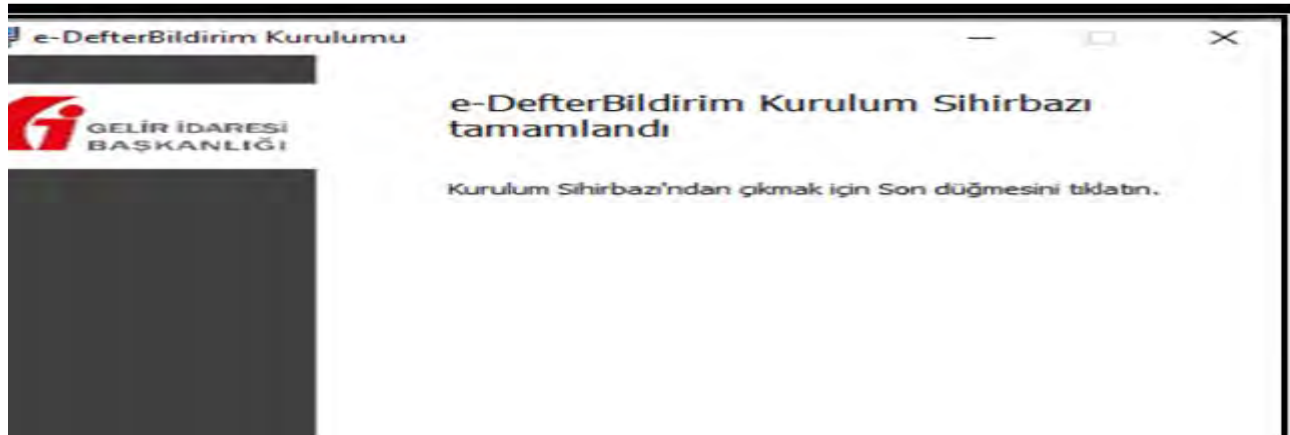 e-DefterBildirim Kurulumu
GELİR İDARESİ
BAŞKANLIĞI
e-DefterBildirim Kurulum Sihirbazı
tamamlandı
Kurulum Sihirbazı'ndan çıkmak için Son düğmesini tıklatın.